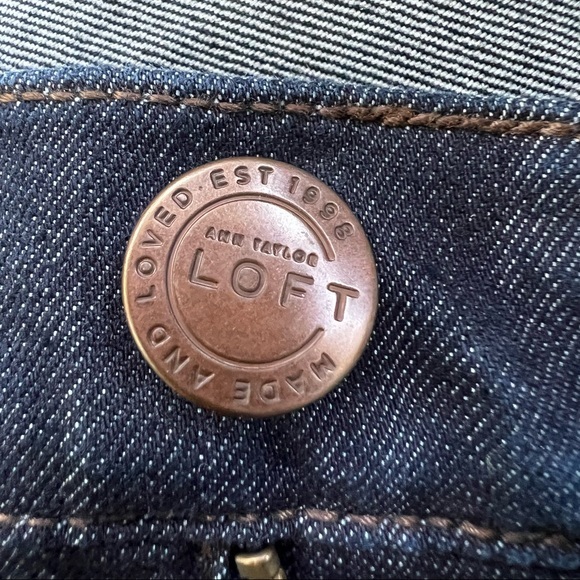 MADE AND LOVED · EST 1998
ANN TAYLOR
LOFT